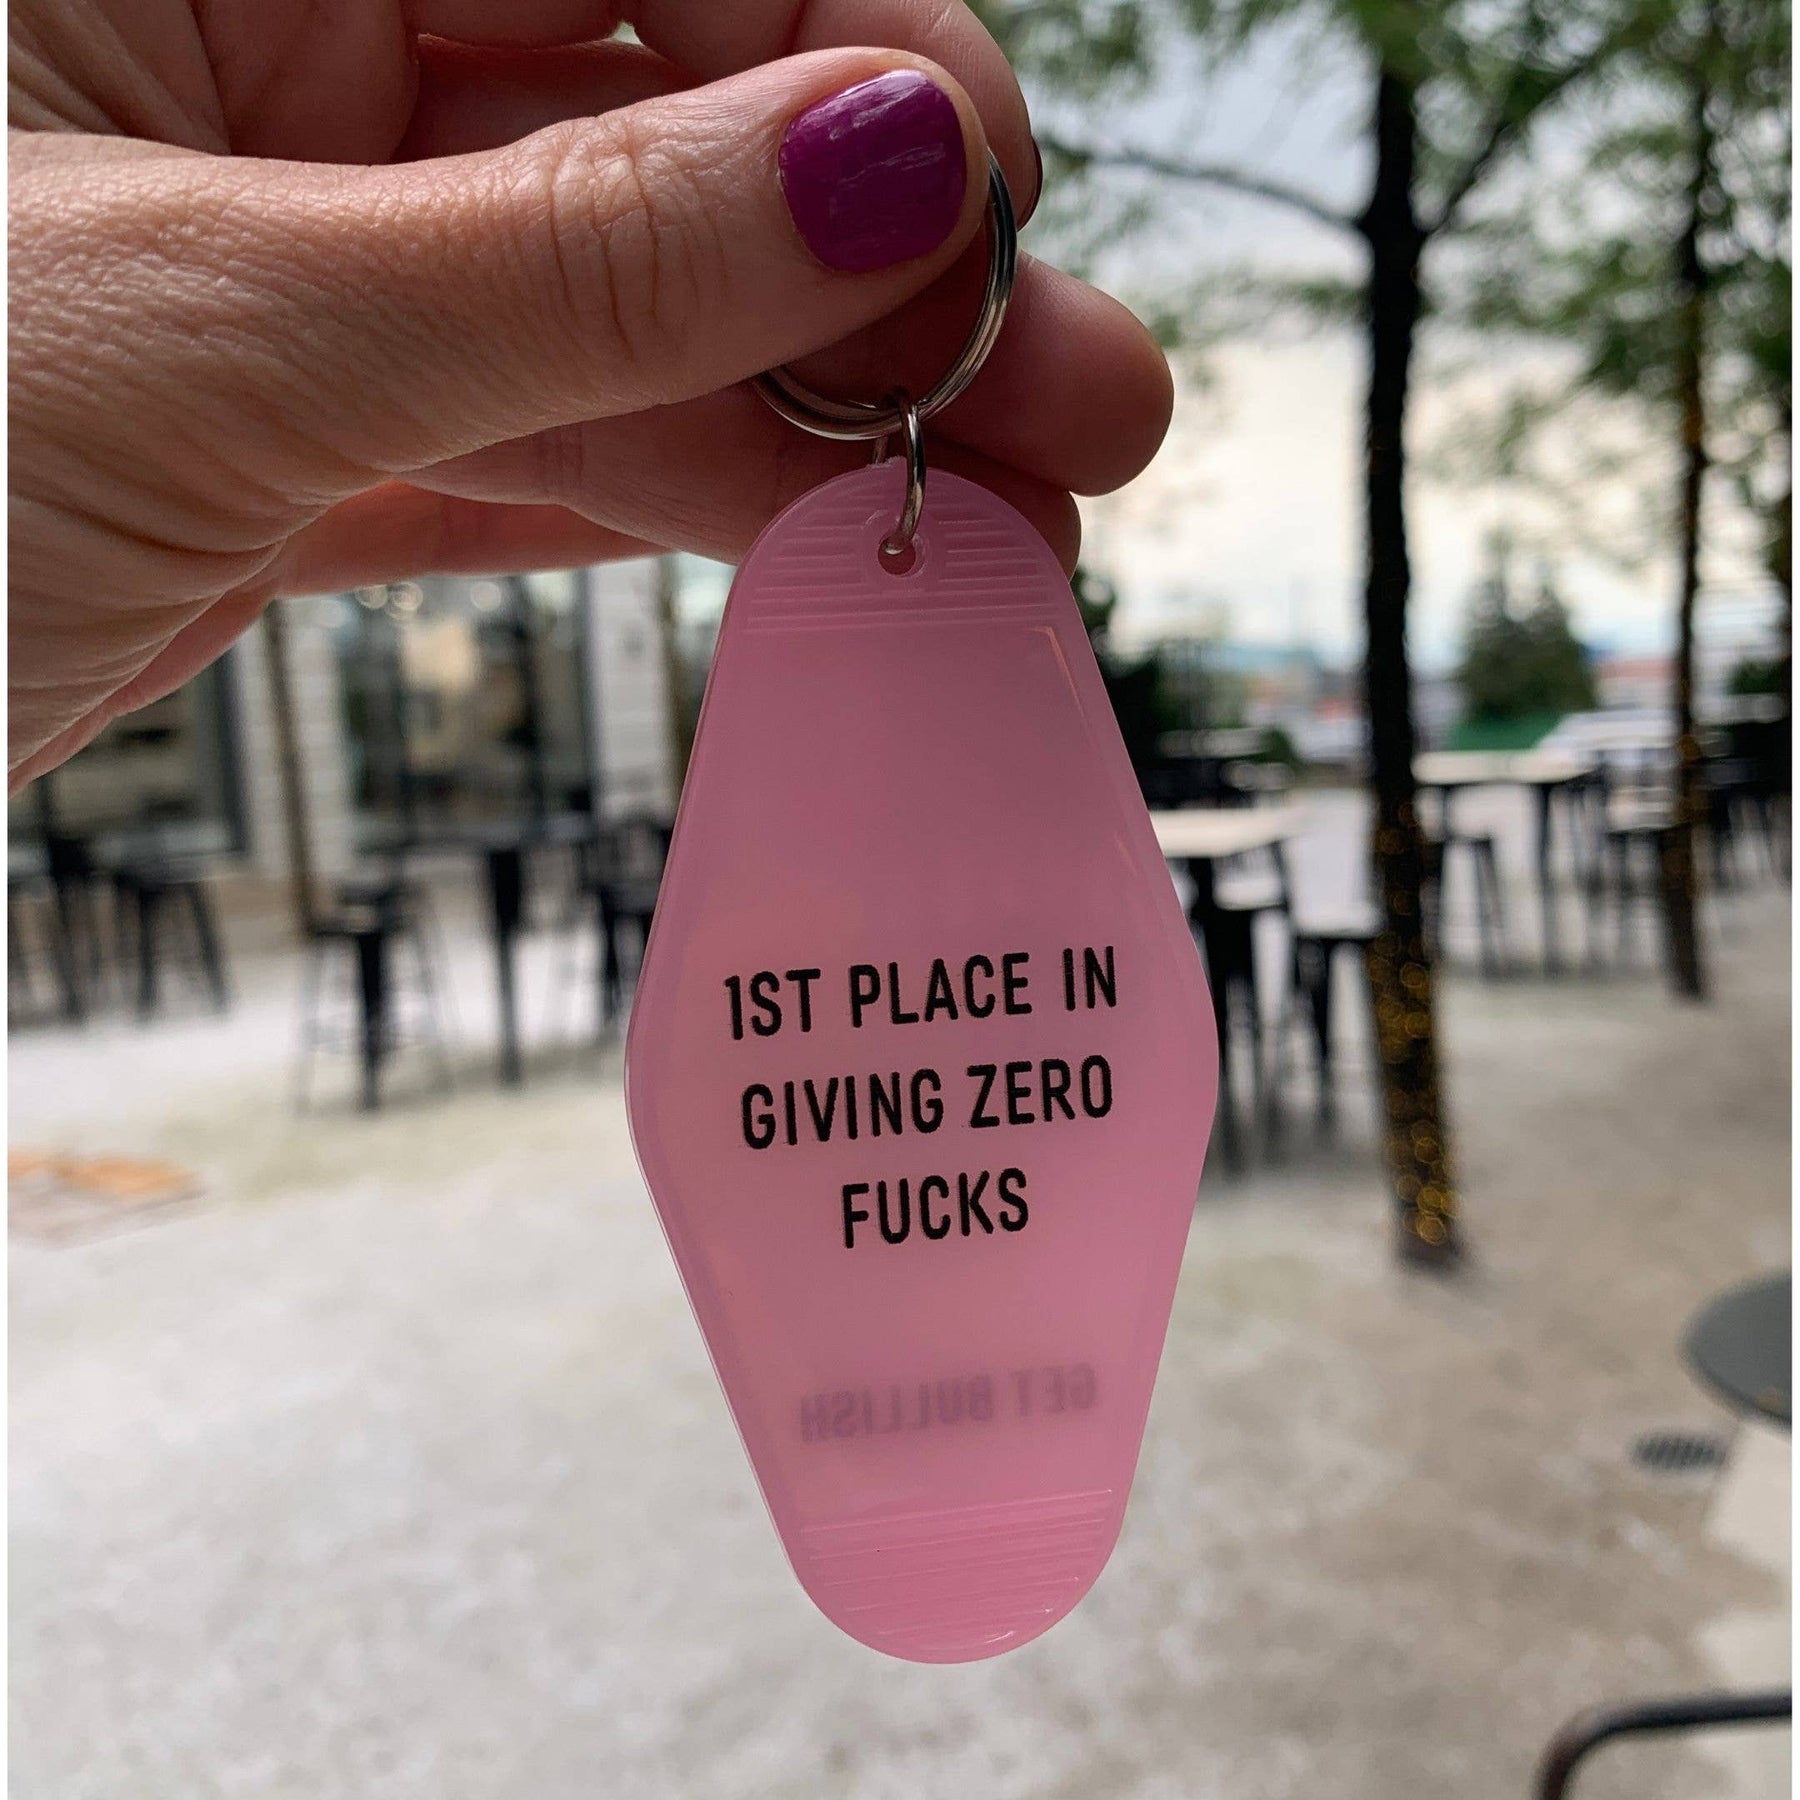 1ST PLACE IN
GIVING ZERO
FUCKS
GET BULLISH